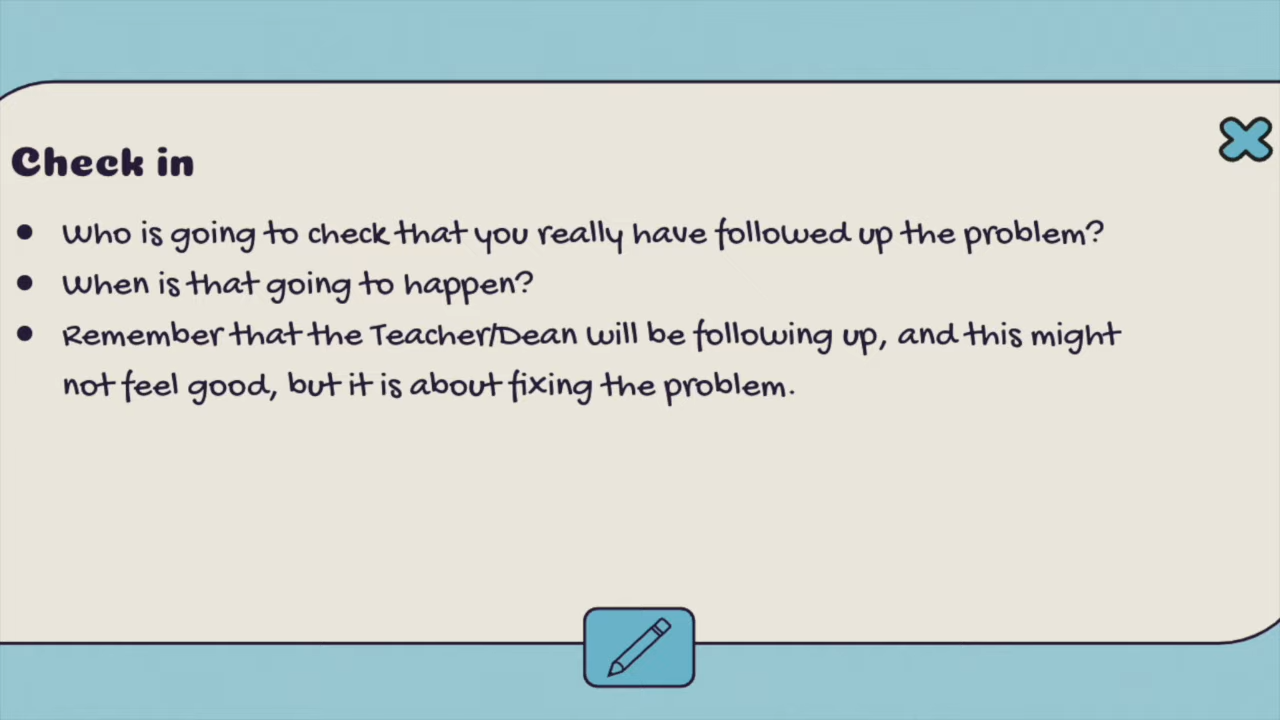 Check in
• Who is going to check that you really have followed up the problem?
• When is that going to happen?
• Remember that the Teacher/Dean will be following up, and this might
not feel good, but it is about fixing the problem.